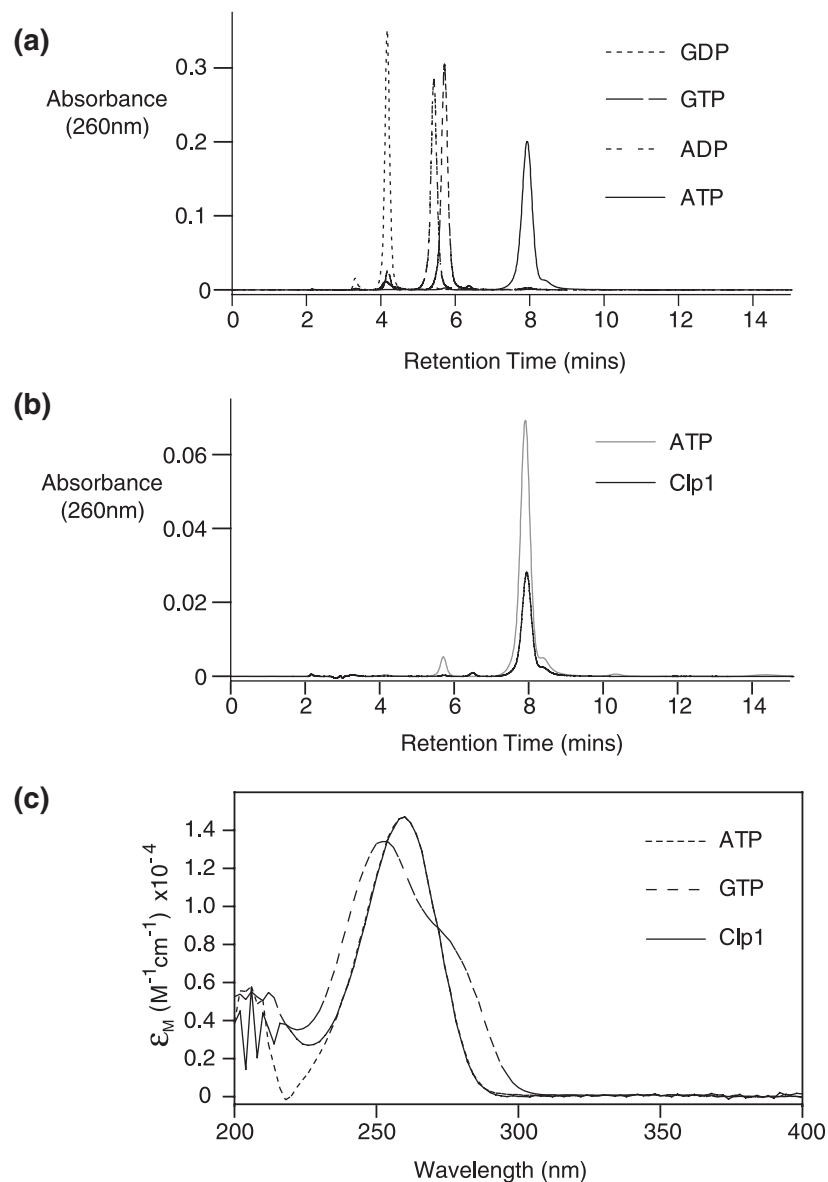 (a)
Absorbance
(260nm)
0.3
0.2
0.1
0
GDP
GTP
ADP
ATP
0 2 4 6 8 10 12 14
Retention Time (mins)
(b)
Absorbance
(260nm)
0.06
0.04
0.02
0
ATP
Clp1
0 2 4 6 8 10 12 14
Retention Time (mins)
(c)
εM (M-1cm-1) x10-4
1.4
1.2
1.0
0.8
0.6
0.4
0.2
0
ATP
GTP
Clp1
200 250 300 350 400
Wavelength (nm)